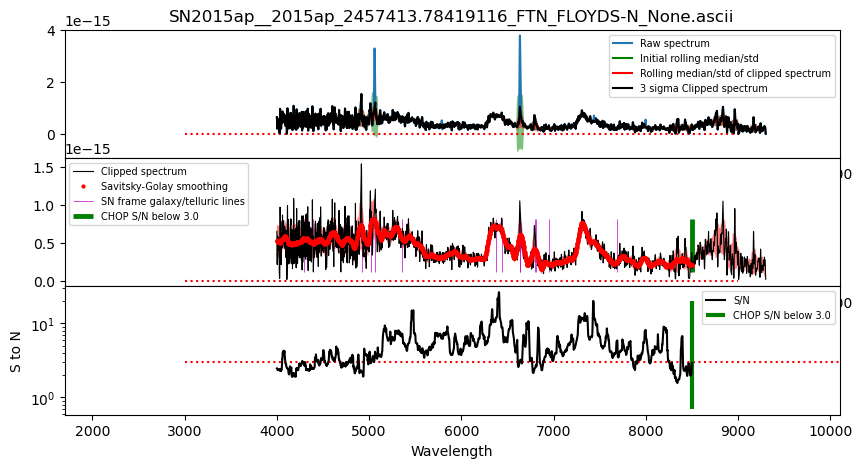 SN2015ap__2015ap_2457413.78419116_FTN_FLOYDS-N_None.ascii
1e−15
4
2
0
Raw spectrum
Initial rolling median/std
Rolling median/std of clipped spectrum
3 sigma Clipped spectrum
1e−15
00
1.5
1.0
0.5
0.0
Clipped spectrum
Savitsky-Golay smoothing
SN frame galaxy/telluric lines
CHOP S/N below 3.0
00
S to N
10¹
10⁰
S/N
CHOP S/N below 3.0
2000 3000 4000 5000 6000 7000 8000 9000 10000
Wavelength